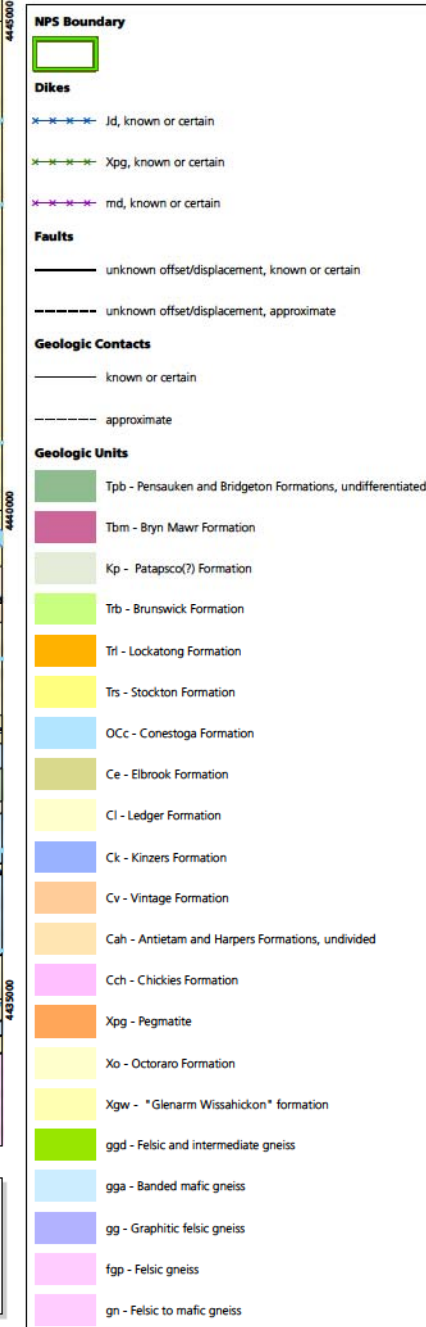 4445000
NPS Boundary
Dikes
Jd, known or certain
Xpg, known or certain
md, known or certain
Faults
unknown offset/displacement, known or certain
unknown offset/displacement, approximate
Geologic Contacts
known or certain
approximate
Geologic Units
Tpb - Pensauken and Bridgeton Formations, undifferentiated
4440000
Tbm - Bryn Mawr Formation
Kp - Patapsco(?) Formation
Trb - Brunswick Formation
Trl - Lockatong Formation
Trs - Stockton Formation
OCc - Conestoga Formation
Ce - Elbrook Formation
Cl - Ledger Formation
Ck - Kinzers Formation
Cv - Vintage Formation
Cah - Antietam and Harpers Formations, undivided
Cch - Chickies Formation
4435000
Xpg - Pegmatite
Xo - Octoraro Formation
Xgw - "Glenarm Wissahickon" formation
ggd - Felsic and intermediate gneiss
gga - Banded mafic gneiss
gg - Graphitic felsic gneiss
fgp - Felsic gneiss
gn - Felsic to mafic gneiss